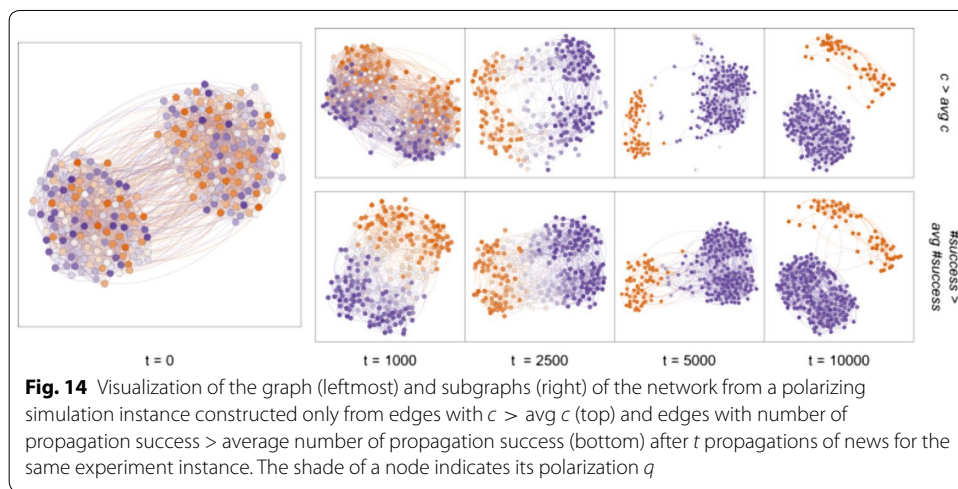 c > avg c
#success >
avg #success
t = 0
t = 1000
t = 2500
t = 5000
t = 10000
Fig. 14 Visualization of the graph (leftmost) and subgraphs (right) of the network from a polarizing
simulation instance constructed only from edges with c > avg c (top) and edges with number of
propagation success > average number of propagation success (bottom) after t propagations of news for the
same experiment instance. The shade of a node indicates its polarization q